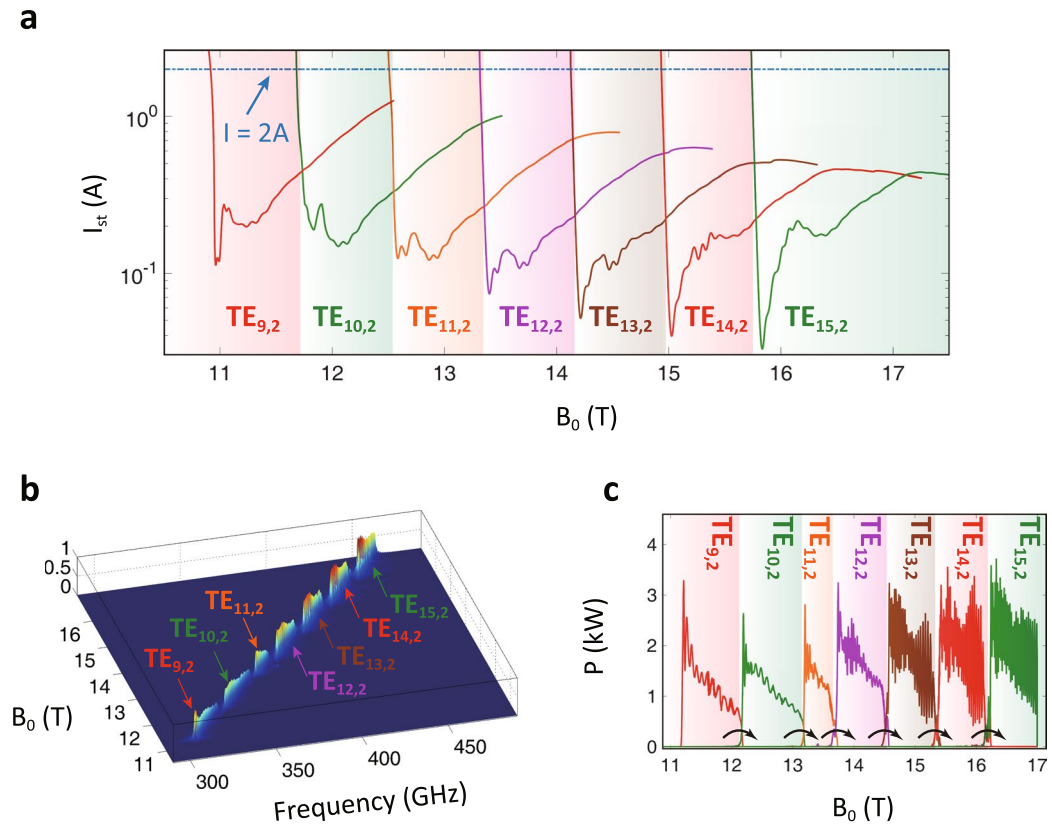 a
I = 2A
10⁰
10⁻¹
Iₛₜ (A)
TE₉,₂ TE₁₀,₂ TE₁₁,₂ TE₁₂,₂ TE₁₃,₂ TE₁₄,₂ TE₁₅,₂
11 12 13 14 15 16 17
B₀ (T)
b
1
0.5
0
TE₉,₂
TE₁₀,₂
TE₁₁,₂
TE₁₂,₂
TE₁₃,₂
TE₁₄,₂
TE₁₅,₂
16
15
14
13
12
11
B₀ (T)
300 350 400 450
Frequency (GHz)
c
TE₉,₂ TE₁₀,₂ TE₁₁,₂ TE₁₂,₂ TE₁₃,₂ TE₁₄,₂ TE₁₅,₂
4
3
2
1
0
P (kW)
11 12 13 14 15 16 17
B₀ (T)